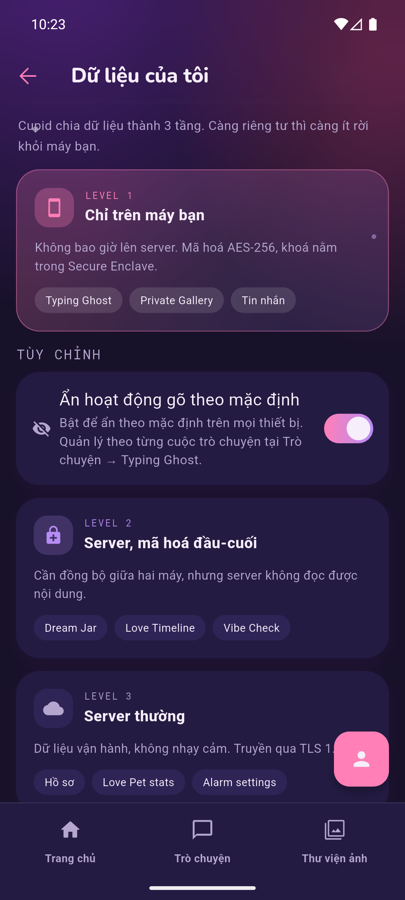 10:23
Dữ liệu của tôi
Cupid chia dữ liệu thành 3 tầng. Càng riêng tư thì càng ít rời
khỏi máy bạn.
LEVEL 1
Chỉ trên máy bạn
Không bao giờ lên server. Mã hoá AES-256, khoá nằm
trong Secure Enclave.
Typing Ghost
Private Gallery
Tin nhắn
TÙY CHỈNH
Ẩn hoạt động gõ theo mặc định
Bật để ẩn theo mặc định trên mọi thiết bị.
Quản lý theo từng cuộc trò chuyện tại Trò
chuyện → Typing Ghost.
LEVEL 2
Server, mã hoá đầu-cuối
Cần đồng bộ giữa hai máy, nhưng server không đọc được
nội dung.
Dream Jar
Love Timeline
Vibe Check
LEVEL 3
Server thường
Dữ liệu vận hành, không nhạy cảm. Truyền qua TLS 1.
Hồ sơ
Love Pet stats
Alarm settings
Trang chủ
Trò chuyện
Thư viện ảnh